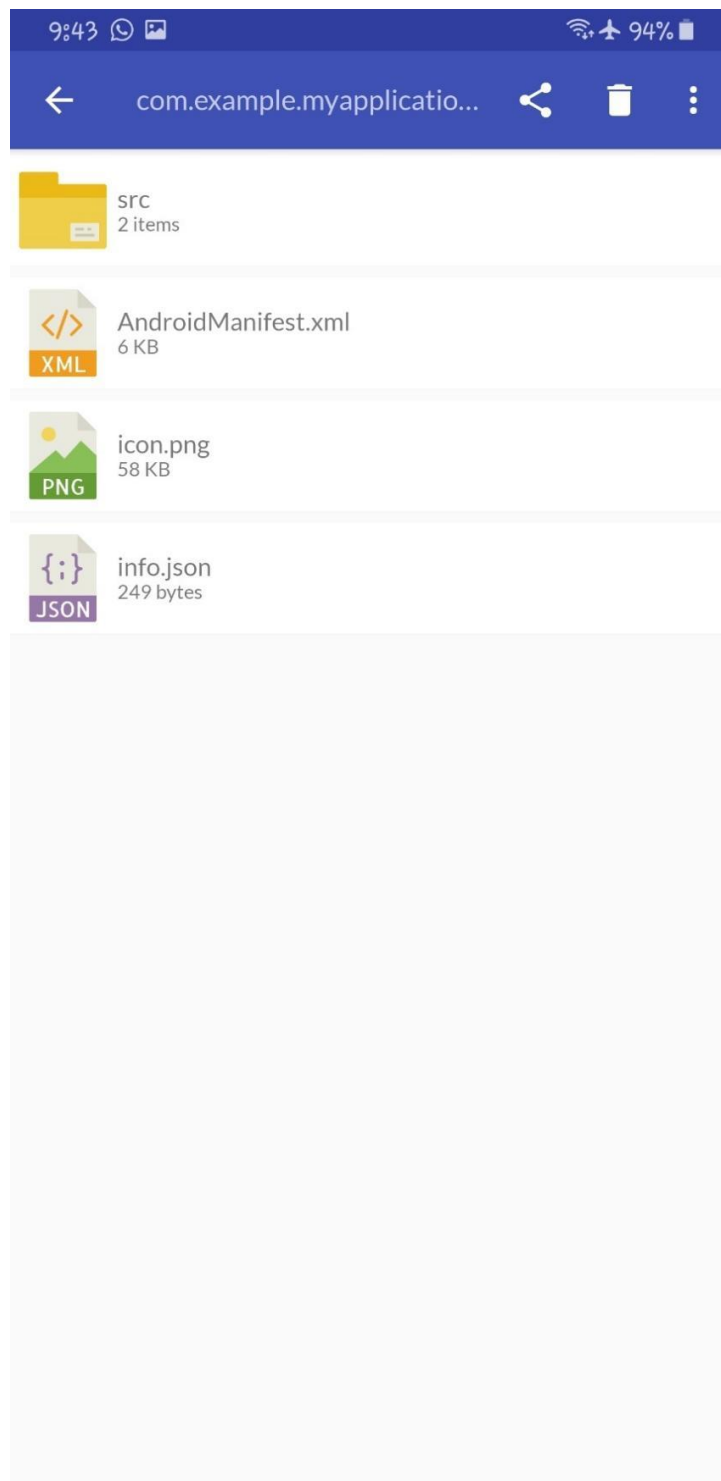 9:43
94%
com.example.myapplicatio...
src
2 items
</>
XML
AndroidManifest.xml
6 KB
PNG
icon.png
58 KB
{;}
JSON
info.json
249 bytes